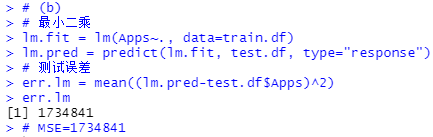 > # (b)
> # 最小二乘
> lm.fit = lm(Apps~., data=train.df)
> lm.pred = predict(lm.fit, test.df, type="response")
> # 测试误差
> err.lm = mean((lm.pred-test.df$Apps)^2)
> err.lm
[1] 1734841
> # MSE=1734841